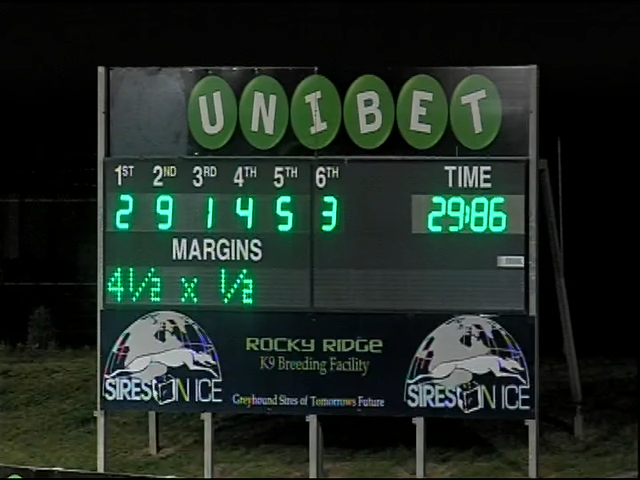 UNIBET
1ST 2ND 3RD 4TH 5TH 6TH TIME
2 9 1 4 5 3 29:86
MARGINS
4½ x ½
ROCKY RIDGE
K9 Breeding Facility
SIRES ON ICE
Greyhound Sires of Tomorrows Future
SIRES ON ICE